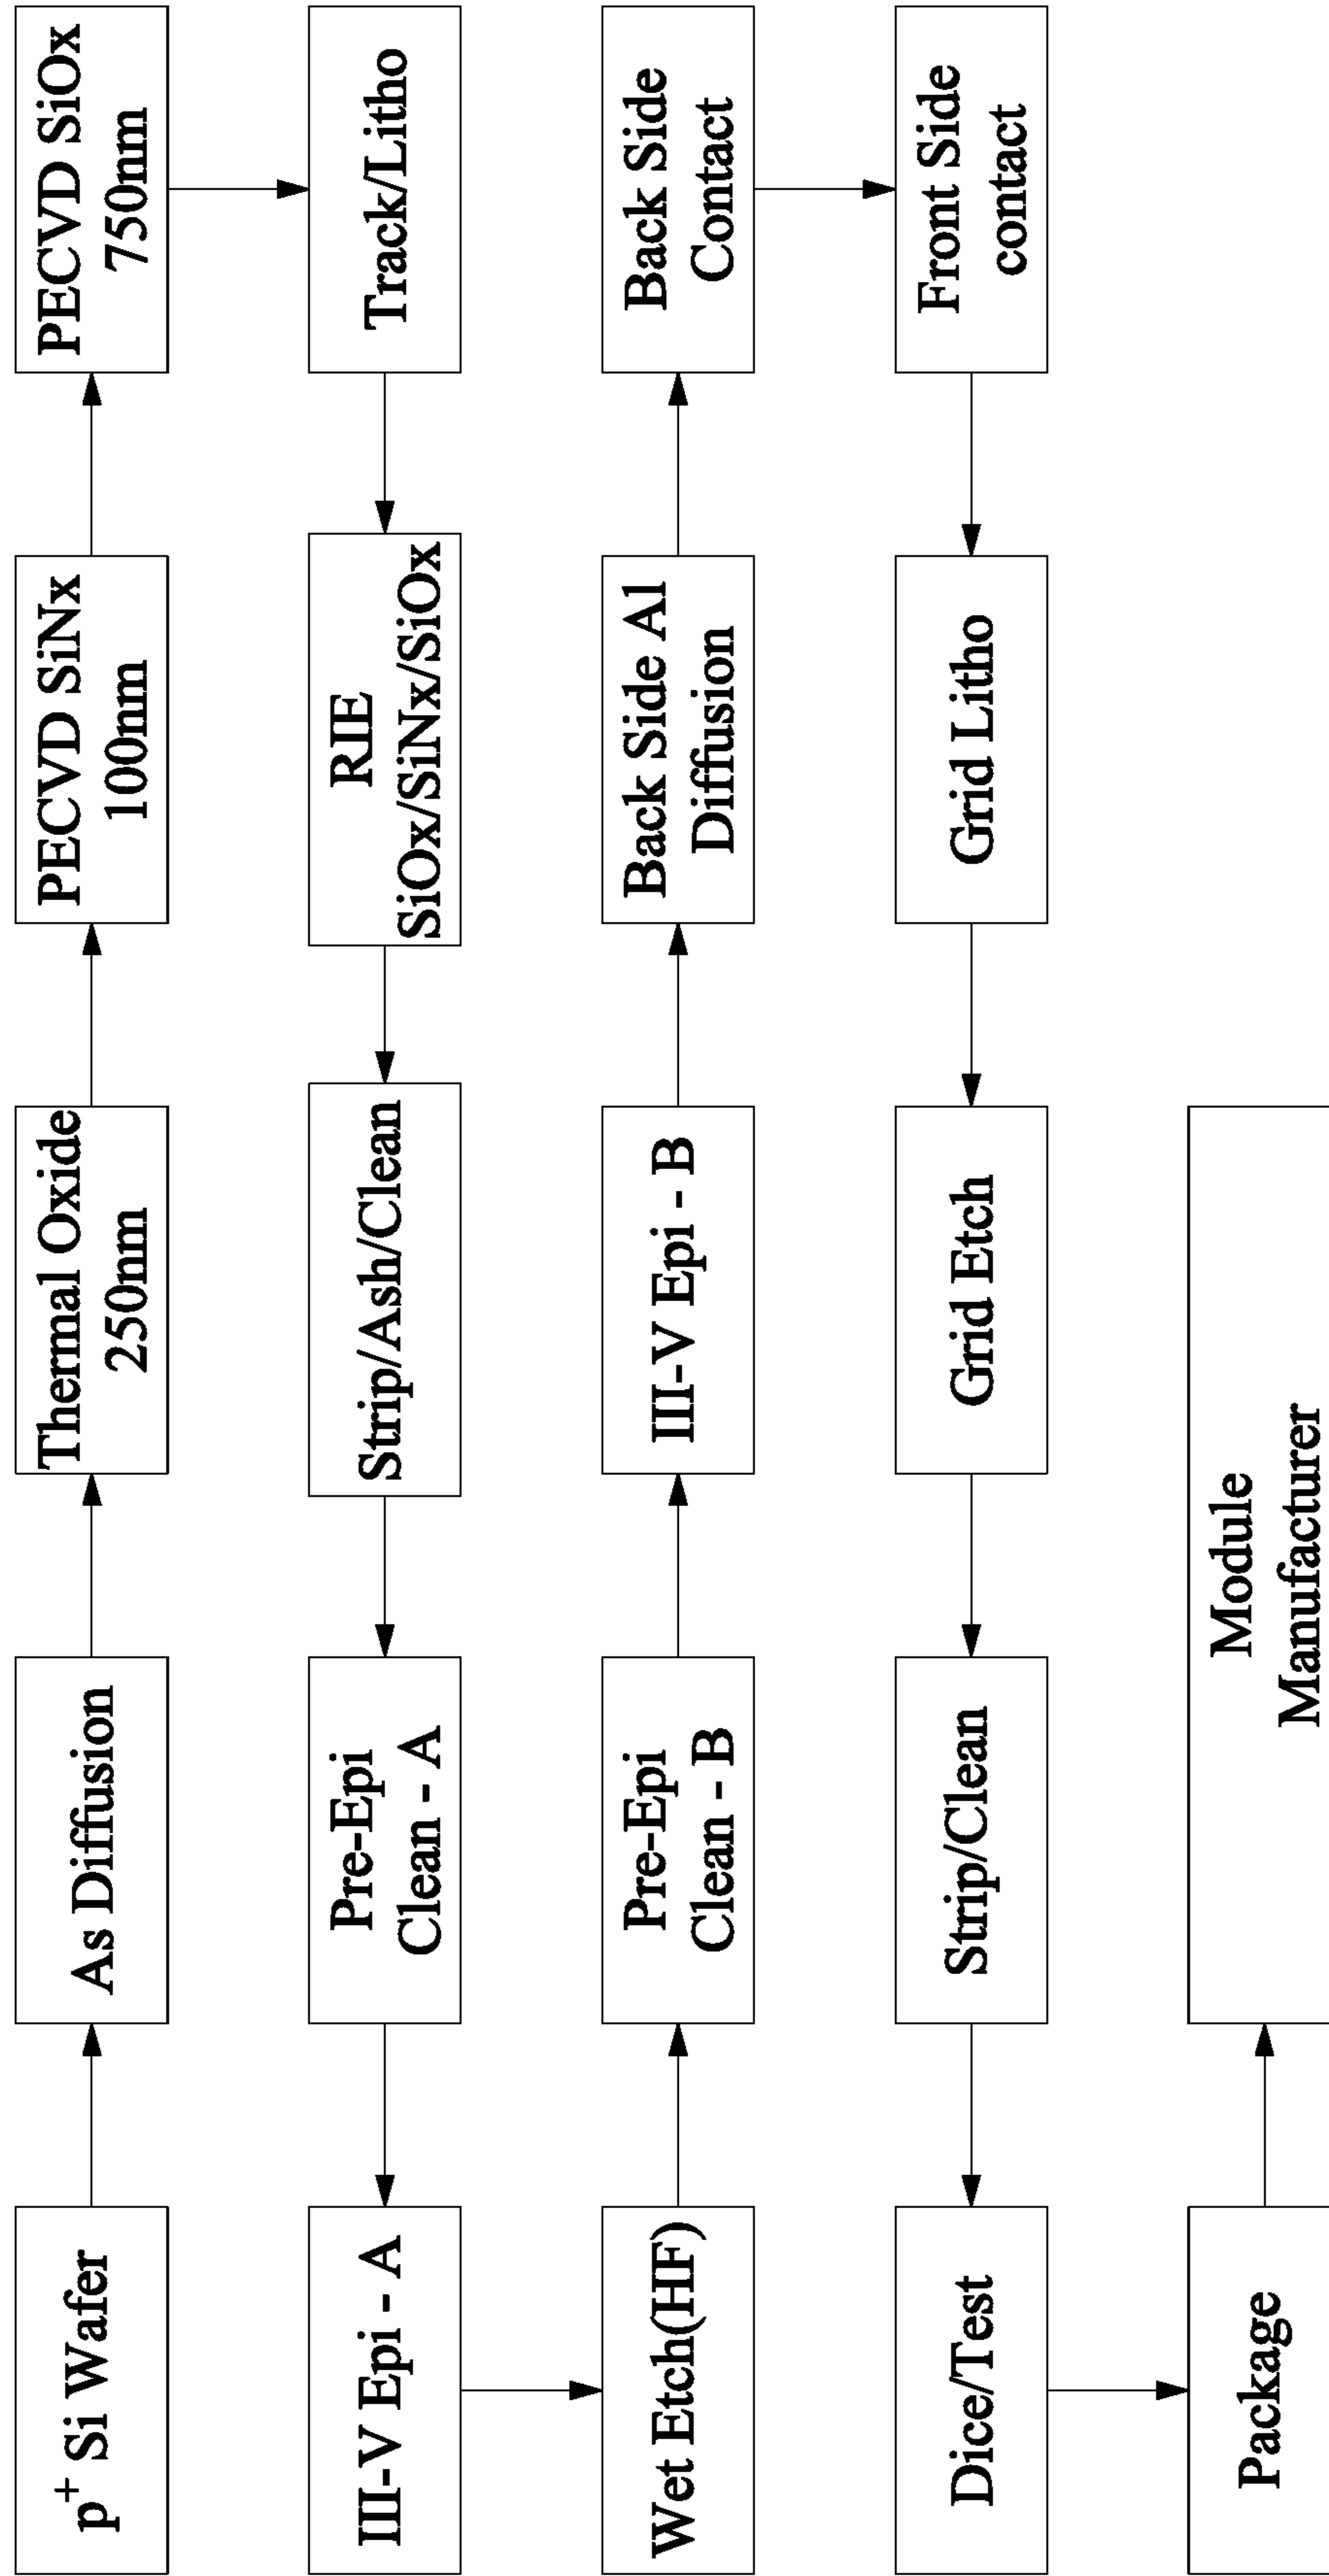 p+ Si Wafer
As Diffusion
Thermal Oxide
250nm
PECVD SiNx
100nm
PECVD SiOx
750nm
Track/Litho
RIE
SiOx/SiNx/SiOx
Strip/Ash/Clean
Pre-Epi
Clean - A
III-V Epi - A
Wet Etch(HF)
Pre-Epi
Clean - B
III-V Epi - B
Back Side Al
Diffusion
Back Side
Contact
Front Side
contact
Grid Litho
Grid Etch
Strip/Clean
Dice/Test
Package
Module
Manufacturer